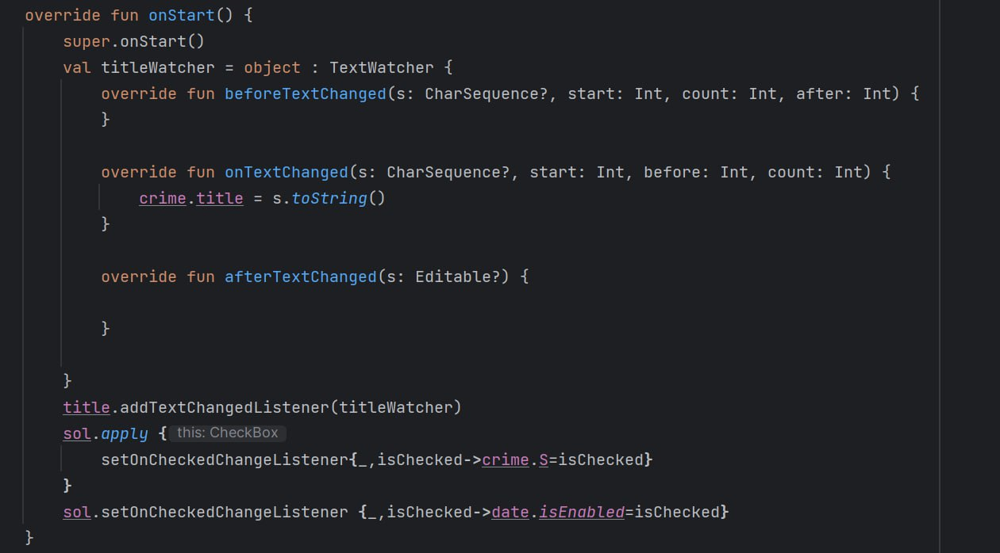 override fun onStart() {
super.onStart()
val titleWatcher = object : TextWatcher {
override fun beforeTextChanged(s: CharSequence?, start: Int, count: Int, after: Int) {
}
override fun onTextChanged(s: CharSequence?, start: Int, before: Int, count: Int) {
crime.title = s.toString()
}
override fun afterTextChanged(s: Editable?) {
}
}
title.addTextChangedListener(titleWatcher)
sol.apply { this: CheckBox
setOnCheckedChangeListener{_,isChecked->crime.S=isChecked}
}
sol.setOnCheckedChangeListener {_,isChecked->date.isEnabled=isChecked}
}